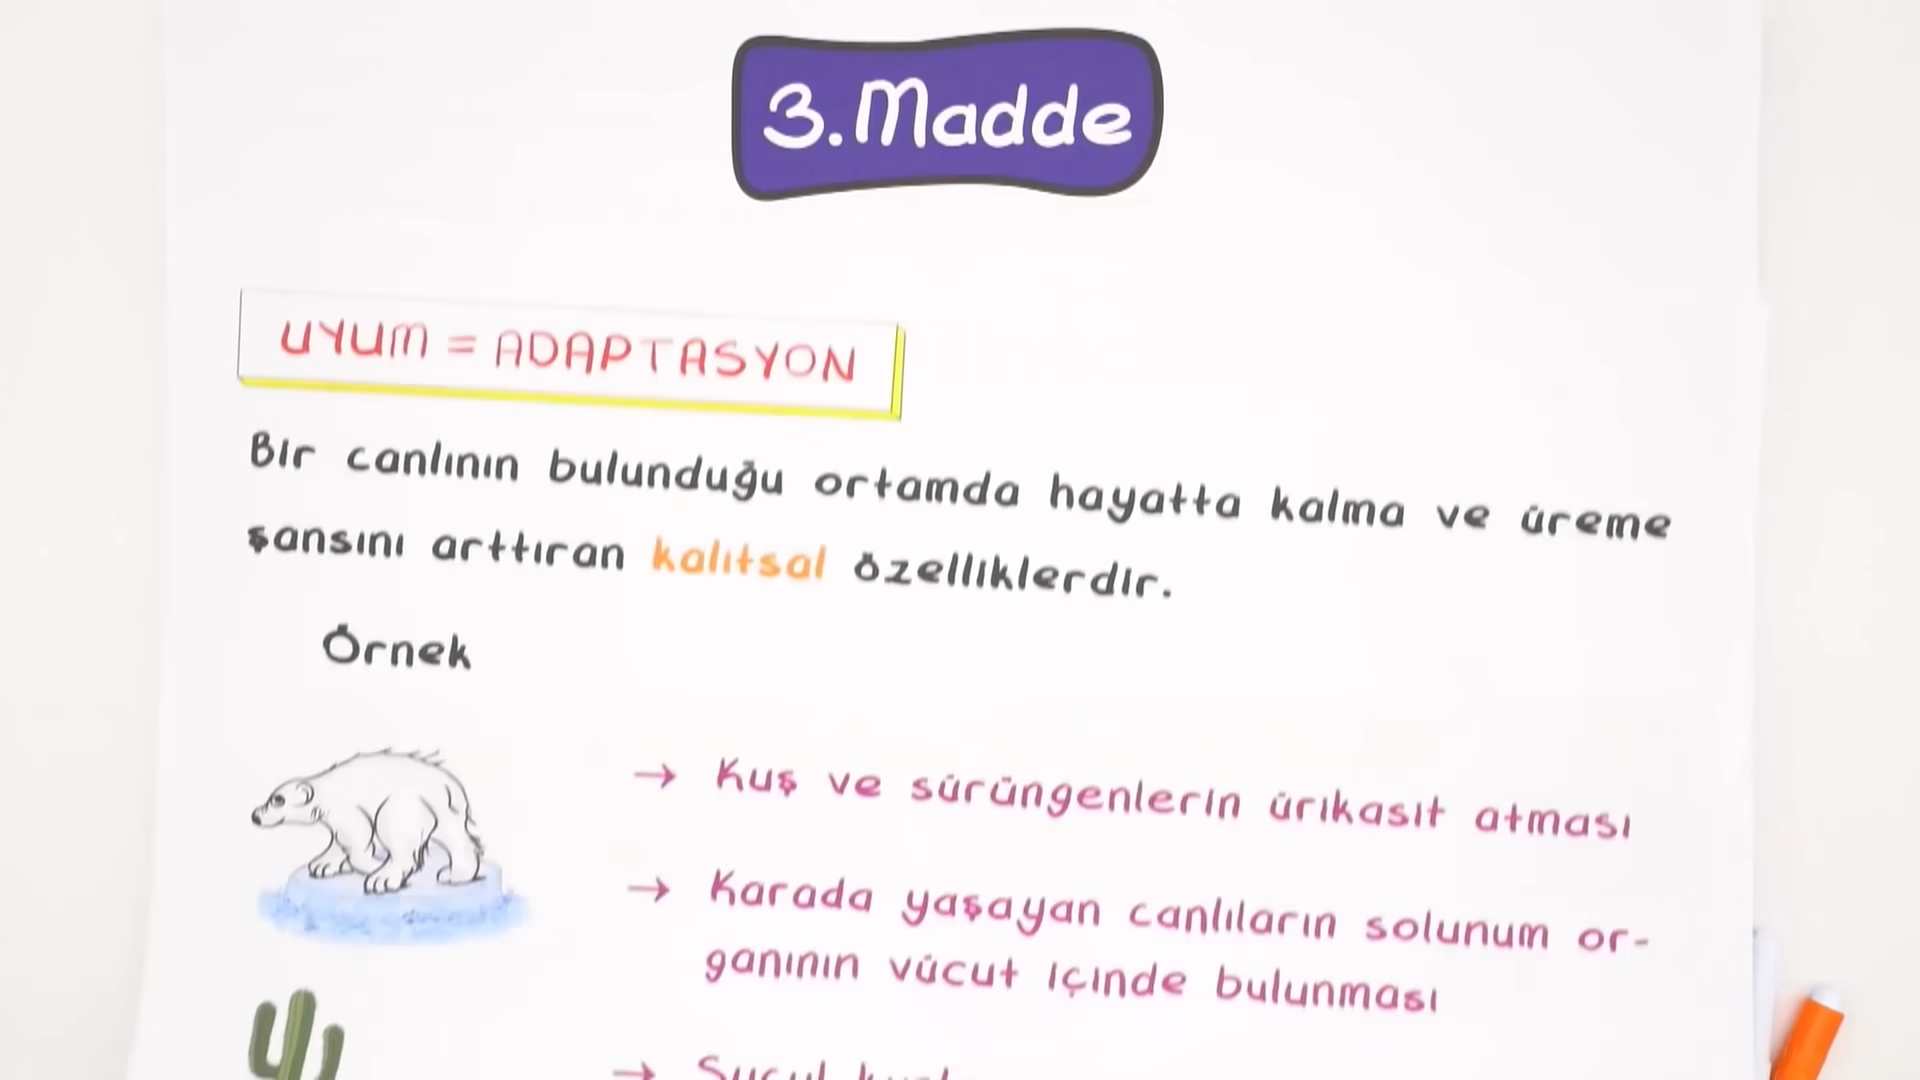 3.Madde
UYUM = ADAPTASYON
Bir canlının bulunduğu ortamda hayatta kalma ve üreme
şansını arttıran kalıtsal özelliklerdir.
Örnek
→ Kuş ve sürüngenlerin ürikasit atması
→ Karada yaşayan canlıların solunum or-
ganının vücut içinde bulunması
→ Sucul